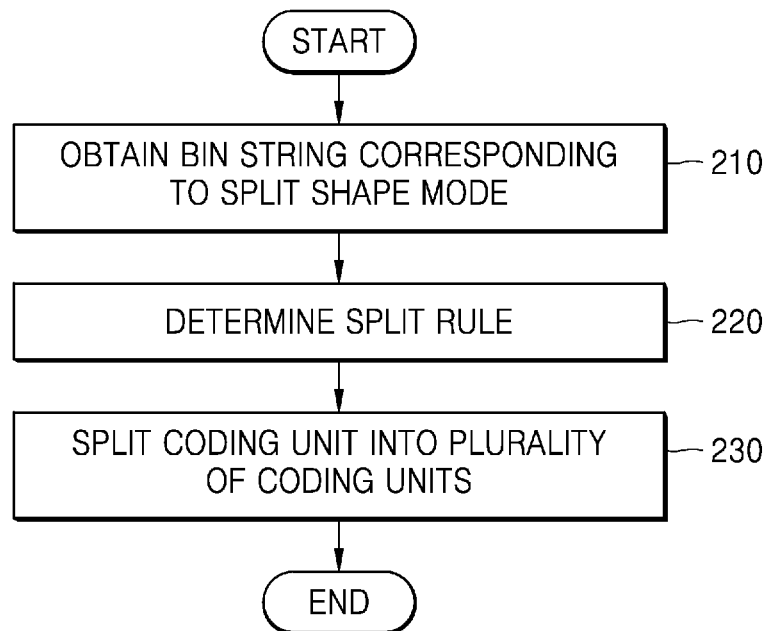 START
OBTAIN BIN STRING CORRESPONDING
TO SPLIT SHAPE MODE
210
DETERMINE SPLIT RULE
220
SPLIT CODING UNIT INTO PLURALITY
OF CODING UNITS
230
END